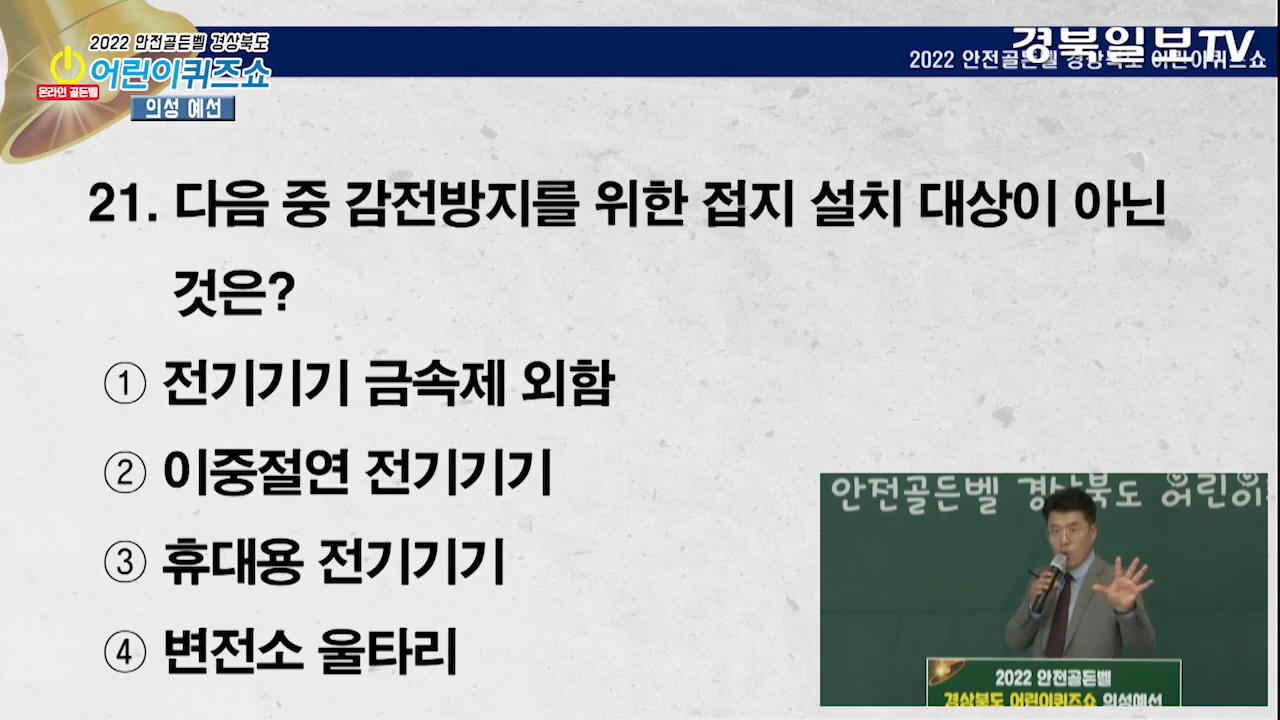 2022 안전골든벨 경상북도
어린이퀴즈쇼
온라인 골든벨
의성 예선
경북일보TV
2022 안전골든벨 경상북도 어린이퀴즈쇼
21. 다음 중 감전방지를 위한 접지 설치 대상이 아닌
것은?
① 전기기기 금속제 외함
② 이중절연 전기기기
③ 휴대용 전기기기
④ 변전소 울타리
안전골든벨 경상북도 어린이
2022 안전골든벨
경상북도 어린이퀴즈쇼 의성예선